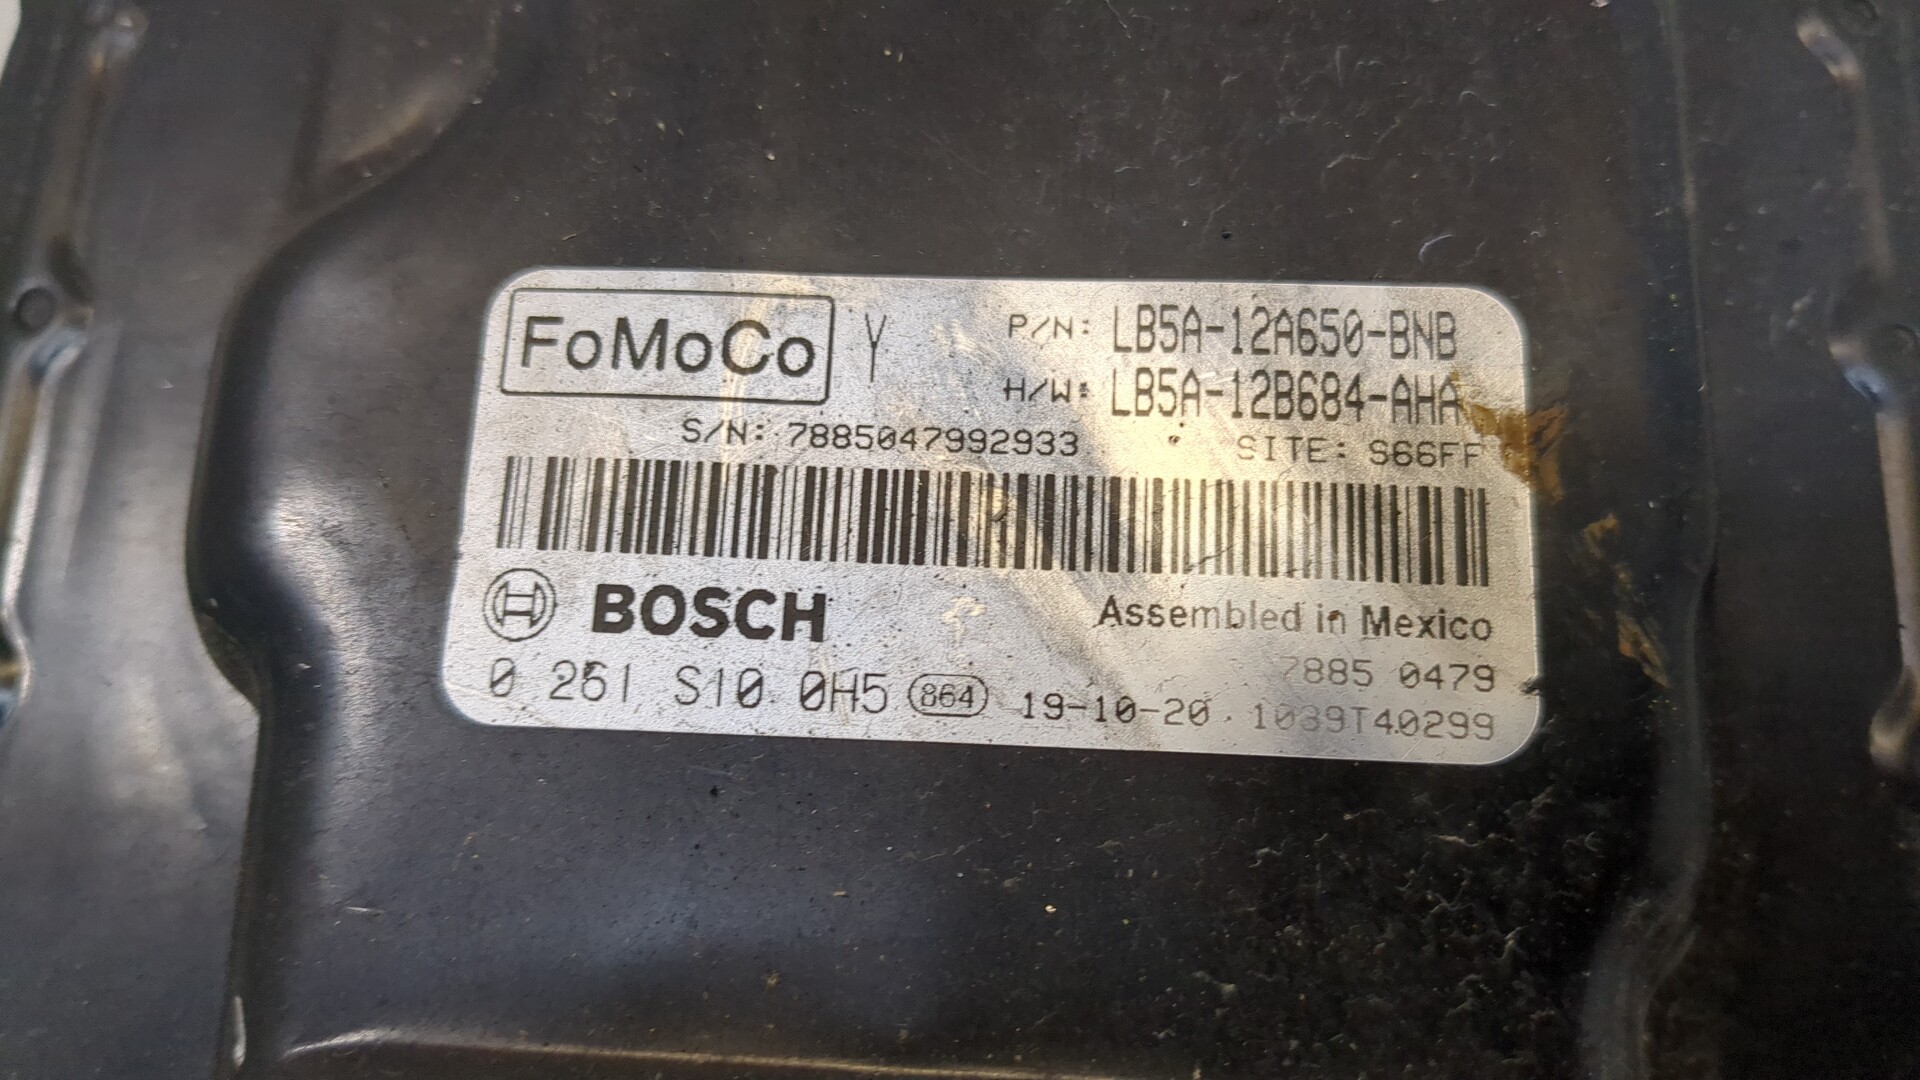 FoMoCo Y P/N: LB5A-12A650-BNB
H/W: LB5A-12B684-AHA
S/N: 7885047992933 SITE: S66FF
BOSCH Assembled in Mexico
7885 0479
0 261 S10 0H5 864 19-10-20 1039T40299